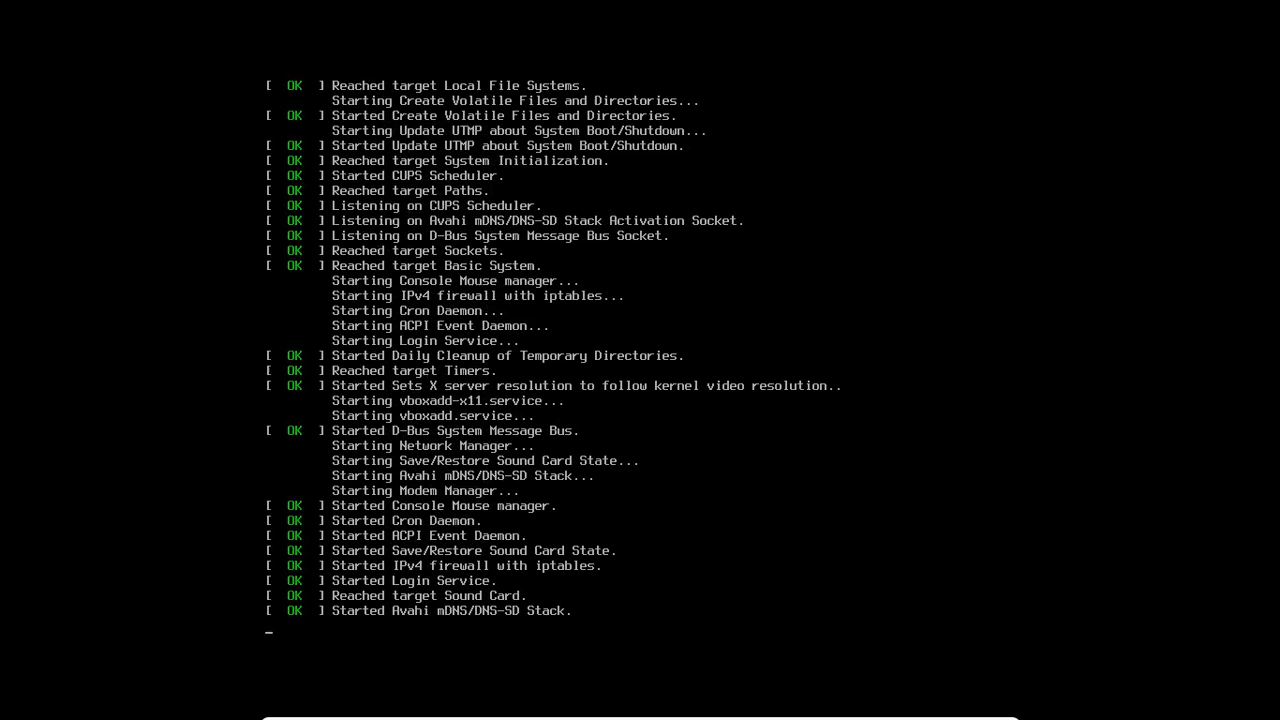 [  OK  ] Reached target Local File Systems.
         Starting Create Volatile Files and Directories...
[  OK  ] Started Create Volatile Files and Directories.
         Starting Update UTMP about System Boot/Shutdown...
[  OK  ] Started Update UTMP about System Boot/Shutdown.
[  OK  ] Reached target System Initialization.
[  OK  ] Started CUPS Scheduler.
[  OK  ] Reached target Paths.
[  OK  ] Listening on CUPS Scheduler.
[  OK  ] Listening on Avahi mDNS/DNS-SD Stack Activation Socket.
[  OK  ] Listening on D-Bus System Message Bus Socket.
[  OK  ] Reached target Sockets.
[  OK  ] Reached target Basic System.
         Starting Console Mouse manager...
         Starting IPv4 firewall with iptables...
         Starting Cron Daemon...
         Starting ACPI Event Daemon...
         Starting Login Service...
[  OK  ] Started Daily Cleanup of Temporary Directories.
[  OK  ] Reached target Timers.
[  OK  ] Started Sets X server resolution to follow kernel video resolution..
         Starting vboxadd-x11.service...
         Starting vboxadd.service...
[  OK  ] Started D-Bus System Message Bus.
         Starting Network Manager...
         Starting Save/Restore Sound Card State...
         Starting Avahi mDNS/DNS-SD Stack...
         Starting Modem Manager...
[  OK  ] Started Console Mouse manager.
[  OK  ] Started Cron Daemon.
[  OK  ] Started ACPI Event Daemon.
[  OK  ] Started Save/Restore Sound Card State.
[  OK  ] Started IPv4 firewall with iptables.
[  OK  ] Started Login Service.
[  OK  ] Reached target Sound Card.
[  OK  ] Started Avahi mDNS/DNS-SD Stack.